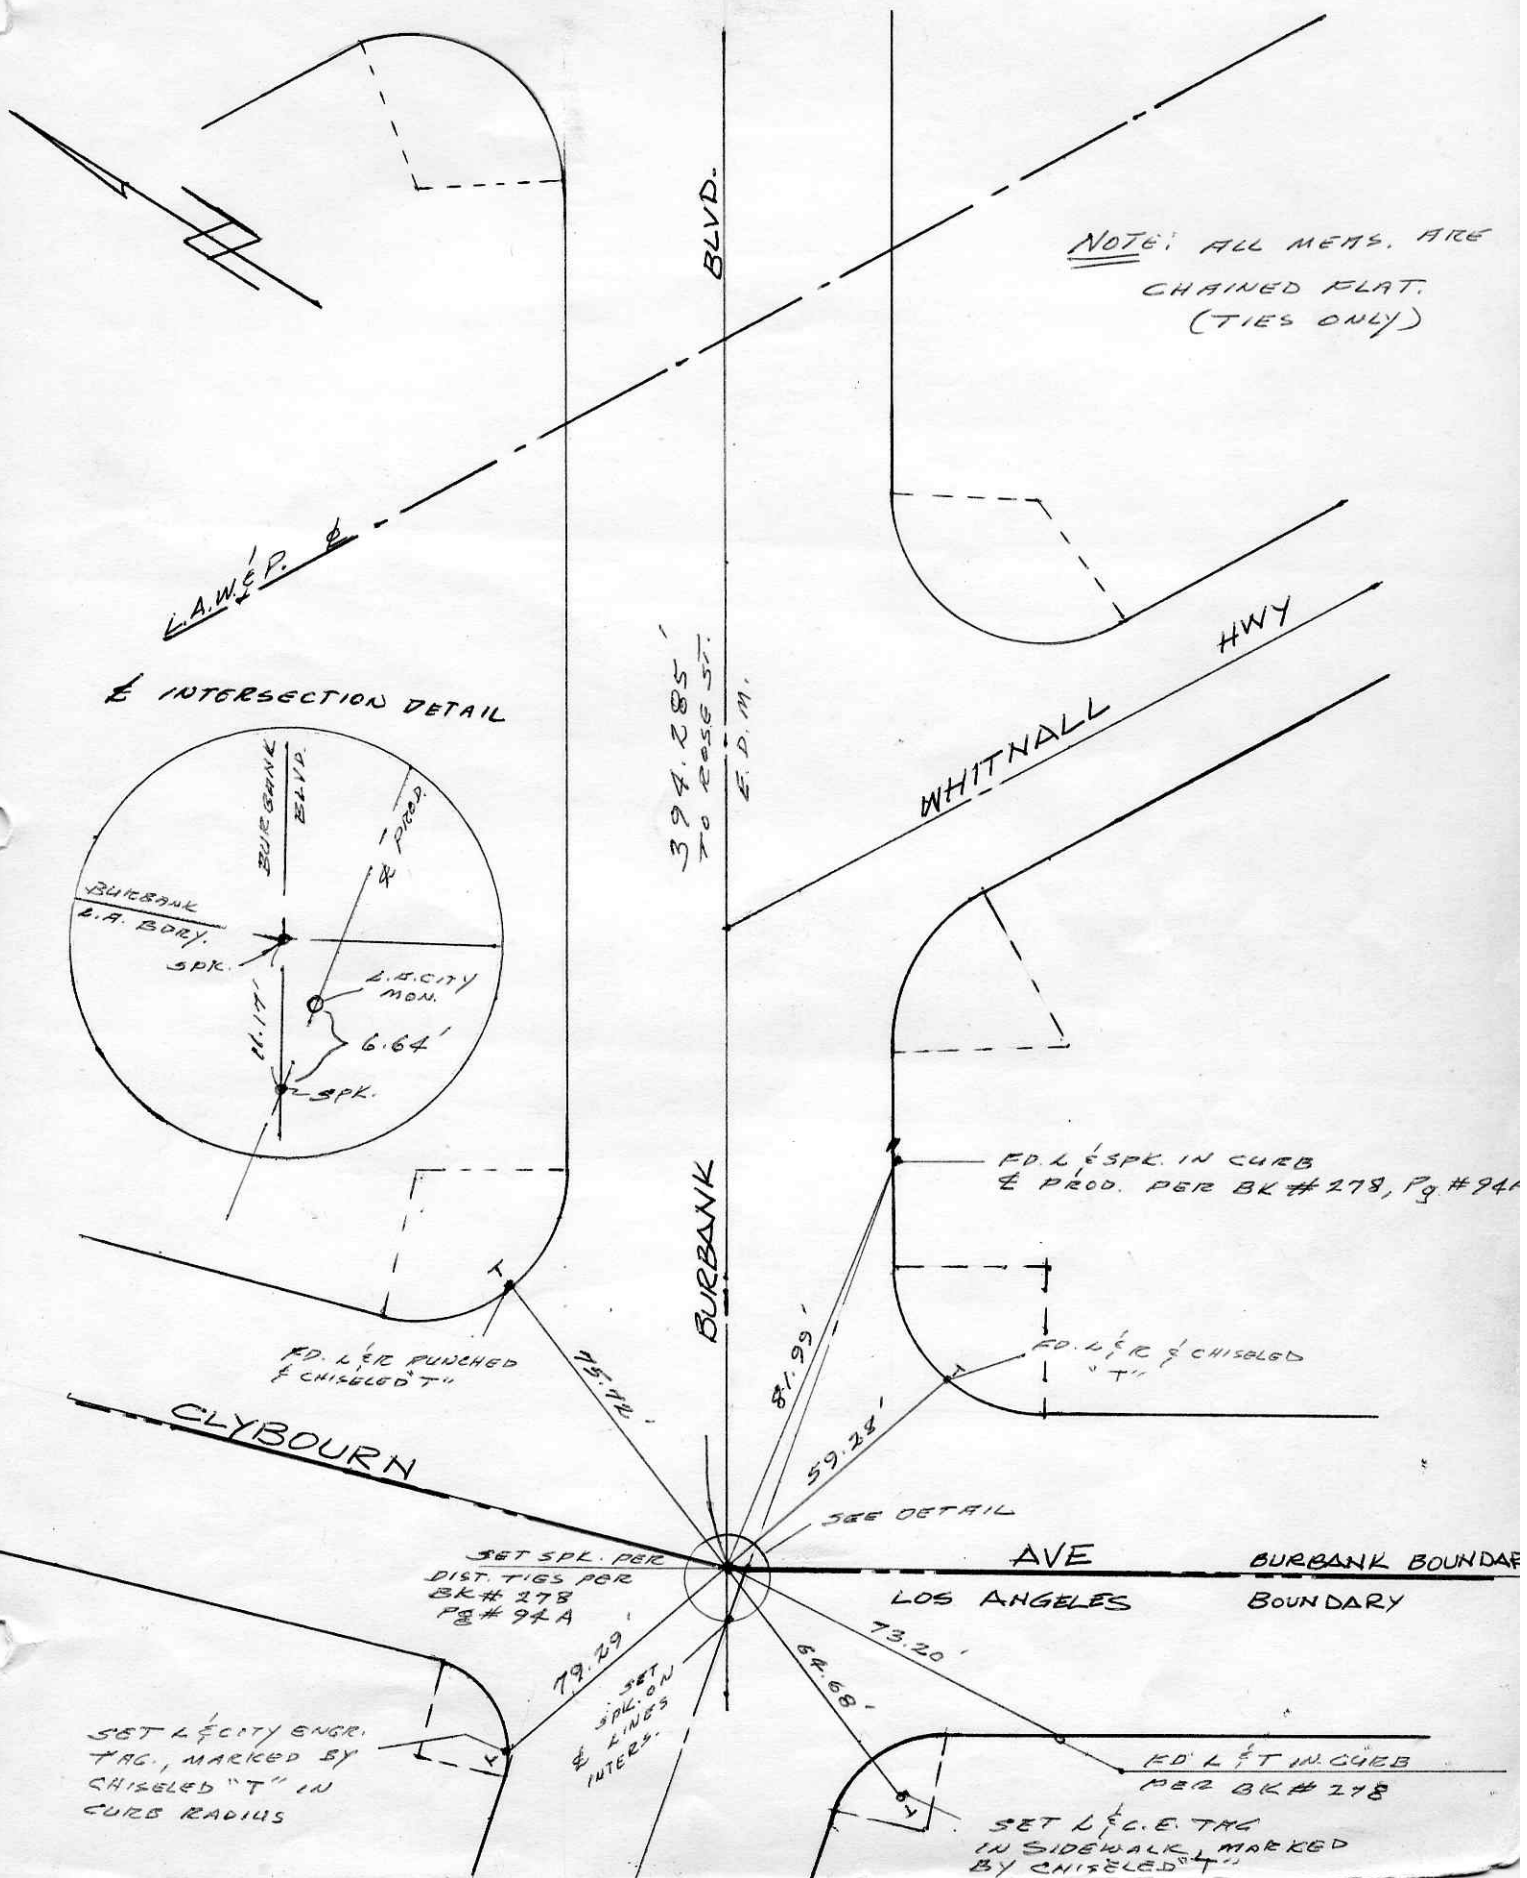 BLVD.
NOTE: ALL MEAS. ARE
CHAINED FLAT.
(TIES ONLY)
L.A.W. & P. ℄
℄ INTERSECTION DETAIL
BURBANK
BLVD.
℄ PROD.
BURBANK
L.A. BDRY.
SPK.
L.A. CITY
MON.
6.64'
SPK.
394.285'
TO ROSE ST.
E.D.M.
WHITNALL HWY
BURBANK
FD. L & SPK. IN CURB
℄ PROD. PER BK #278, Pg. #94A
FD. L & R PUNCHED
& CHISELED "T"
75.72'
81.99'
59.28'
FD. L & R & CHISELED
"T"
CLYBOURN
SEE DETAIL
SET SPK. PER
DIST. TIES PER
BK # 278
Pg # 94A
AVE
BURBANK BOUNDAR
LOS ANGELES
BOUNDARY
79.29'
SET
SPK. ON
℄ LINES
INTERS.
64.68'
73.20'
SET L & CITY ENGR.
TAG., MARKED BY
CHISELED "T" IN
CURB RADIUS
FD L & T IN CURB
PER BK # 278
SET L & C.E. TAG
IN SIDEWALK, MARKED
BY CHISELED "T"